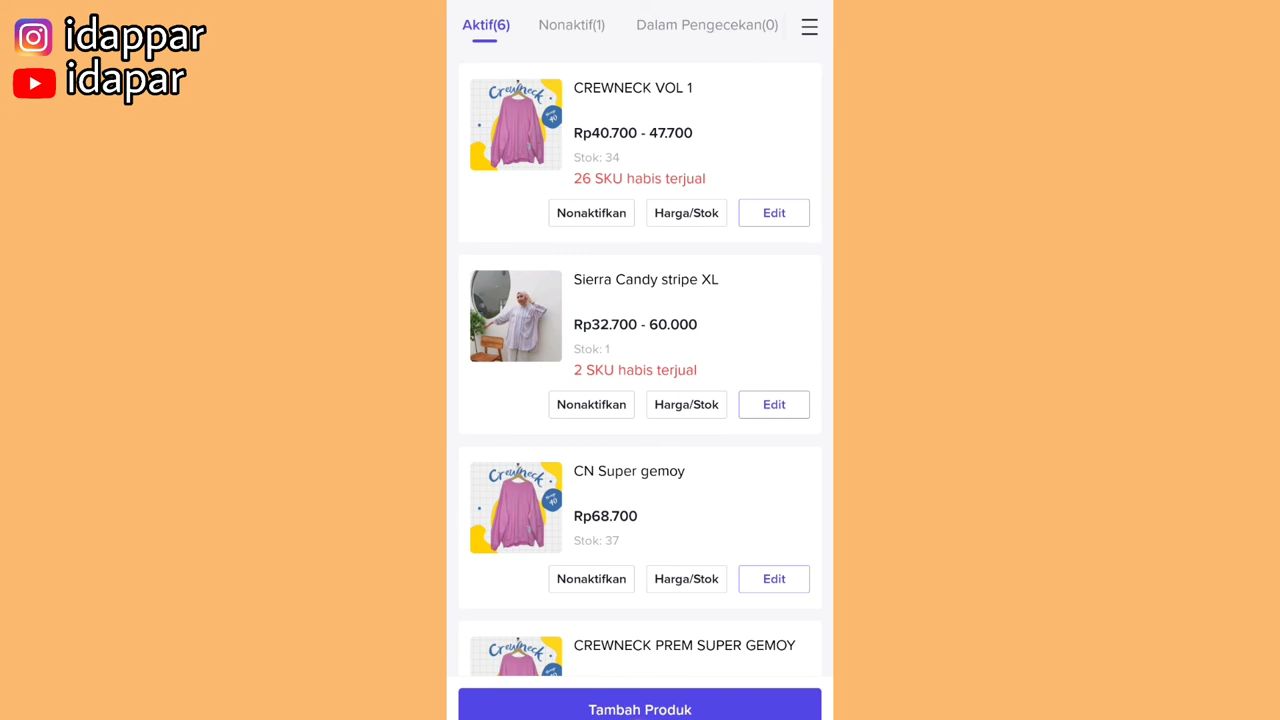 idappar
idapar
Aktif(6) Nonaktif(1) Dalam Pengecekan(0)
Crewneck
CREWNECK VOL 1
Rp40.700 - 47.700
Stok: 34
26 SKU habis terjual
Nonaktifkan Harga/Stok Edit
Sierra Candy stripe XL
Rp32.700 - 60.000
Stok: 1
2 SKU habis terjual
Nonaktifkan Harga/Stok Edit
Crewneck
CN Super gemoy
Rp68.700
Stok: 37
Nonaktifkan Harga/Stok Edit
Crewneck
CREWNECK PREM SUPER GEMOY
Tambah Produk